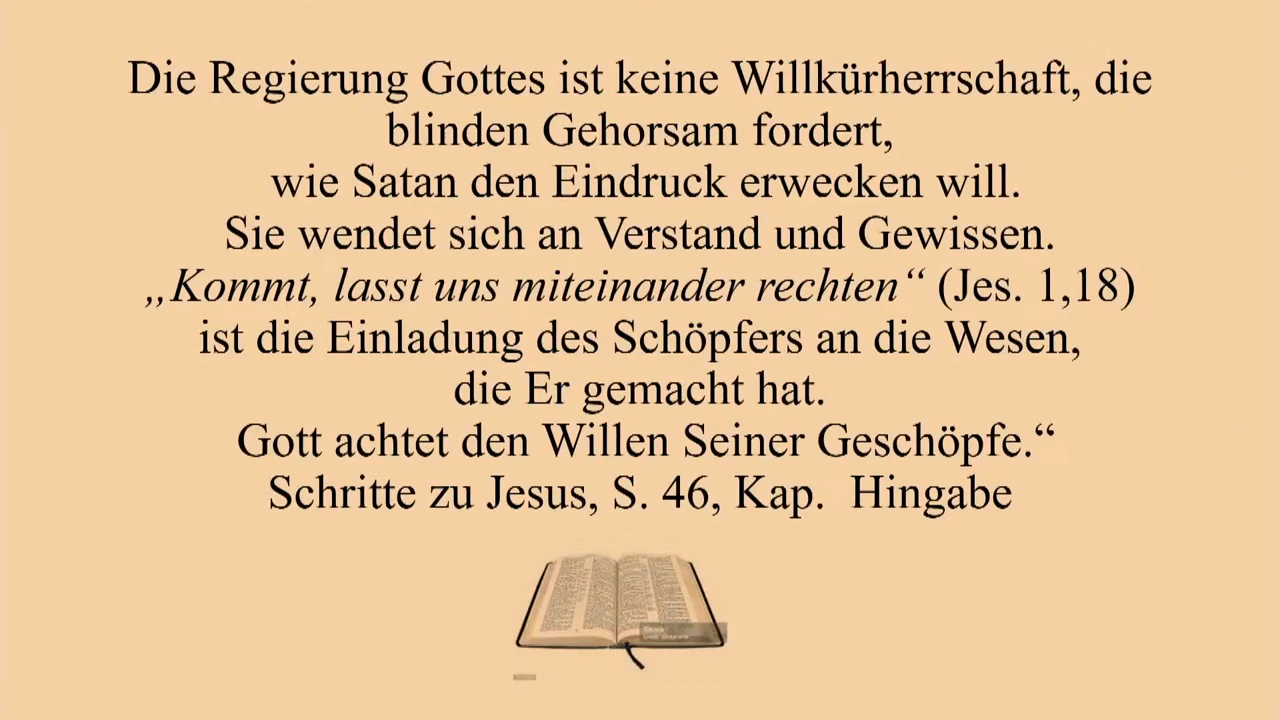 Die Regierung Gottes ist keine Willkürherrschaft, die
blinden Gehorsam fordert,
wie Satan den Eindruck erwecken will.
Sie wendet sich an Verstand und Gewissen.
„Kommt, lasst uns miteinander rechten“ (Jes. 1,18)
ist die Einladung des Schöpfers an die Wesen,
die Er gemacht hat.
Gott achtet den Willen Seiner Geschöpfe.“
Schritte zu Jesus, S. 46, Kap.  Hingabe